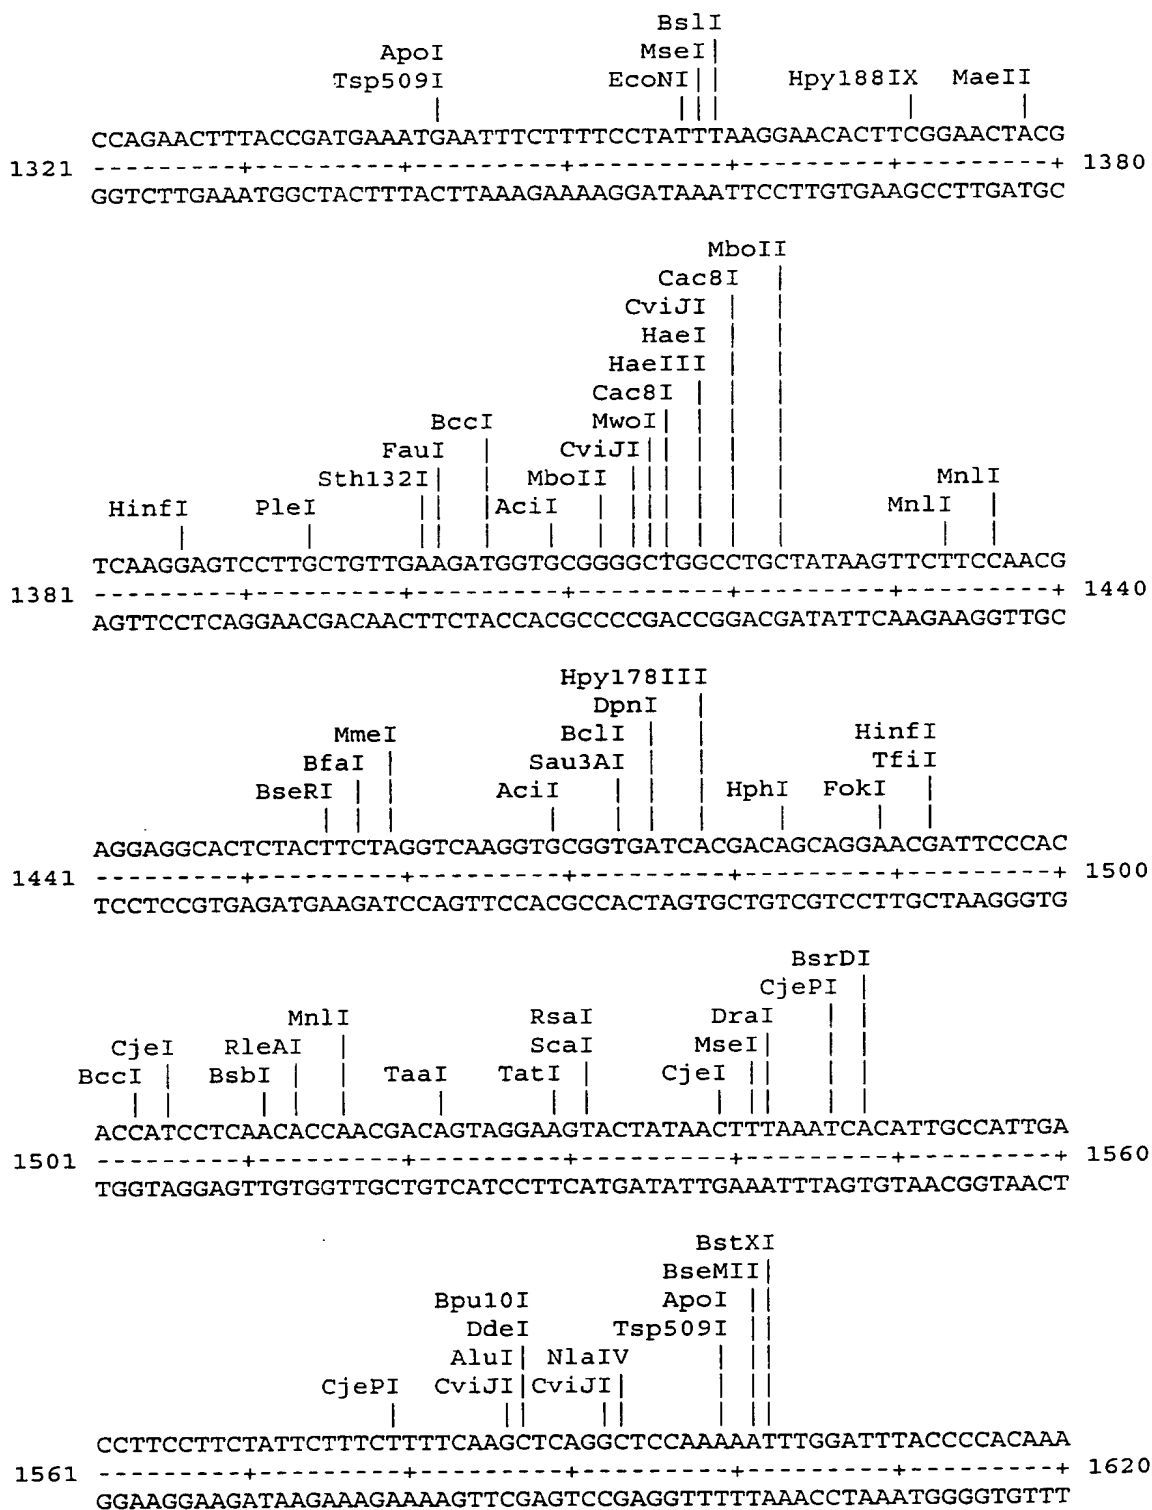 BslI
ApoI MseI
Tsp509I EcoNI Hpy188IX MaeII
CCAGAACTTTACCGATGAAATGAATTTCTTTTCCTATTTAAGGAACACTTCGGAACTACG
1321 ---------+---------+---------+---------+---------+---------+ 1380
GGTCTTGAAATGGCTACTTTACTTAAAGAAAAGGATAAATTCCTTGTGAAGCCTTGATGC
MboII
Cac8I
CviJI
HaeI
HaeIII
Cac8I
BccI MwoI
FauI CviJI
Sth132I MboII MnlI
HinfI PleI AciI MnlI
TCAAGGAGTCCTTGCTGTTGAAGATGGTGCGGGGCTGGCCTGCTATAAGTTCTTCCAACG
1381 ---------+---------+---------+---------+---------+---------+ 1440
AGTTCCTCAGGAACGACAACTTCTACCACGCCCCGACCGGACGATATTCAAGAAGGTTGC
Hpy178III
DpnI
MmeI BclI HinfI
BfaI Sau3AI TfiI
BseRI AciI HphI FokI
AGGAGGCACTCTACTTCTAGGTCAAGGTGCGGTGATCACGACAGCAGGAACGATTCCCAC
1441 ---------+---------+---------+---------+---------+---------+ 1500
TCCTCCGTGAGATGAAGATCCAGTTCCACGCCACTAGTGCTGTCGTCCTTGCTAAGGGTG
BsrDI
CjePI
MnlI RsaI DraI
CjeI RleAI ScaI MseI
BccI BsbI TaaI TatI CjeI
ACCATCCTCAACACCAACGACAGTAGGAAGTACTATAACTTTAAATCACATTGCCATTGA
1501 ---------+---------+---------+---------+---------+---------+ 1560
TGGTAGGAGTTGTGGTTGCTGTCATCCTTCATGATATTGAAATTTAGTGTAACGGTAACT
BstXI
BseMII
Bpu10I ApoI
DdeI Tsp509I
AluI NlaIV
CjePI CviJI CviJI
CCTTCCTTCTATTCTTTCTTTTCAAGCTCAGGCTCCAAAAATTTGGATTTACCCCACAAA
1561 ---------+---------+---------+---------+---------+---------+ 1620
GGAAGGAAGATAAGAAAGAAAAGTTCGAGTCCGAGGTTTTTAAACCTAAATGGGGTGTTT